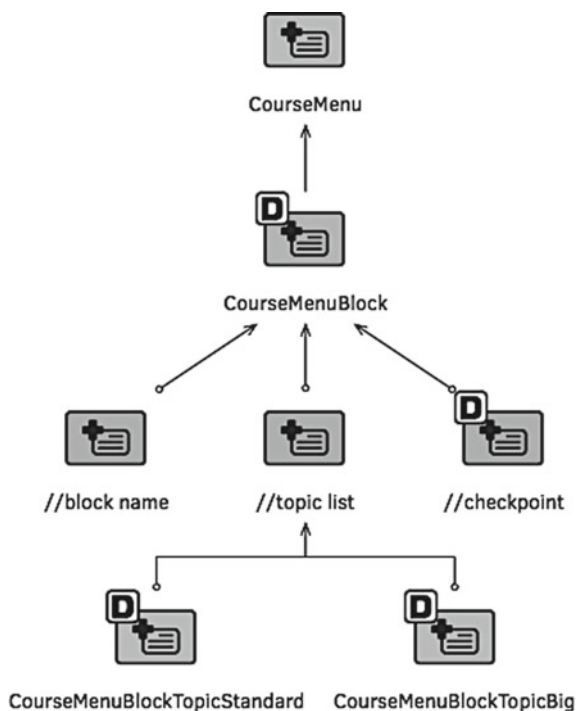 CourseMenu
D
CourseMenuBlock
D
//block name
//topic list
//checkpoint
D
D
CourseMenuBlockTopicStandard
CourseMenuBlockTopicBig